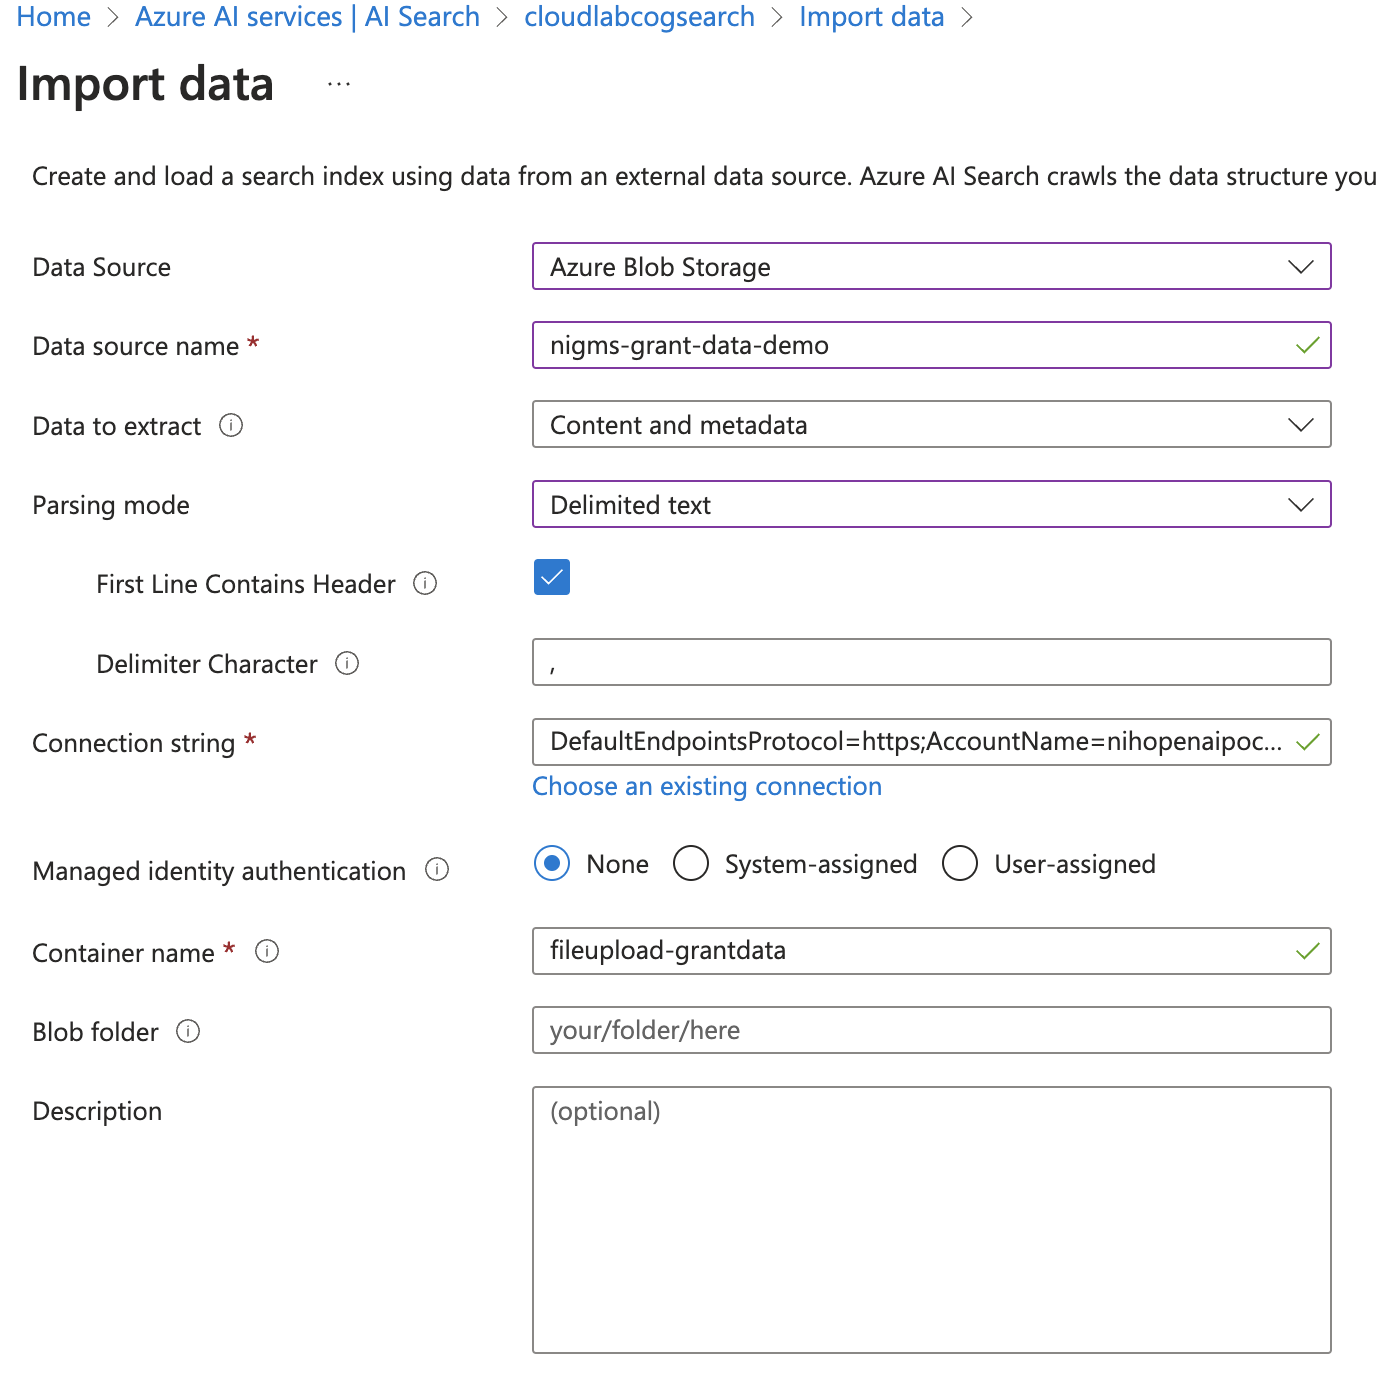 Home > Azure AI services | AI Search > cloudlabcogsearch > Import data >
Import data ...
Create and load a search index using data from an external data source. Azure AI Search crawls the data structure you
Data Source Azure Blob Storage
Data source name * nigms-grant-data-demo
Data to extract Content and metadata
Parsing mode Delimited text
First Line Contains Header
Delimiter Character ,
Connection string * DefaultEndpointsProtocol=https;AccountName=nihopenaipoc...
Choose an existing connection
Managed identity authentication None System-assigned User-assigned
Container name * fileupload-grantdata
Blob folder your/folder/here
Description (optional)